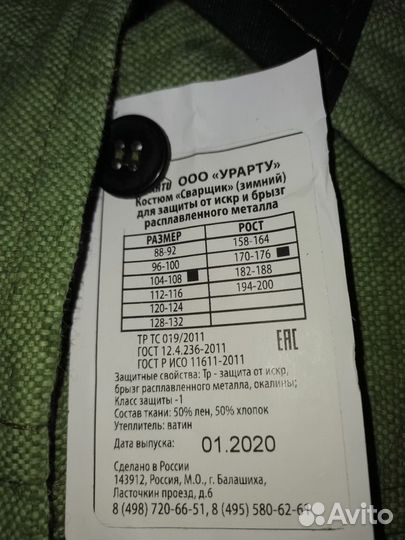 ООО «УРАРТУ»
Костюм «Сварщик» (зимний)
для защиты от искр и брызг
расплавленного металла
РАЗМЕР РОСТ
88-92 158-164
96-100 170-176
104-108 182-188
112-116 194-200
120-124
128-132
ТР ТС 019/2011
ГОСТ 12.4.236-2011
ГОСТ Р ИСО 11611-2011
EAC
Защитные свойства: Тр - защита от искр,
брызг расплавленного металла, окалины;
Класс защиты -1
Состав ткани: 50% лен, 50% хлопок
Утеплитель: ватин
Дата выпуска: 01.2020
Сделано в России
143912, Россия, М.О., г. Балашиха,
Ласточкин проезд, д.6
8 (498) 720-66-51, 8 (495) 580-62-6
Avito